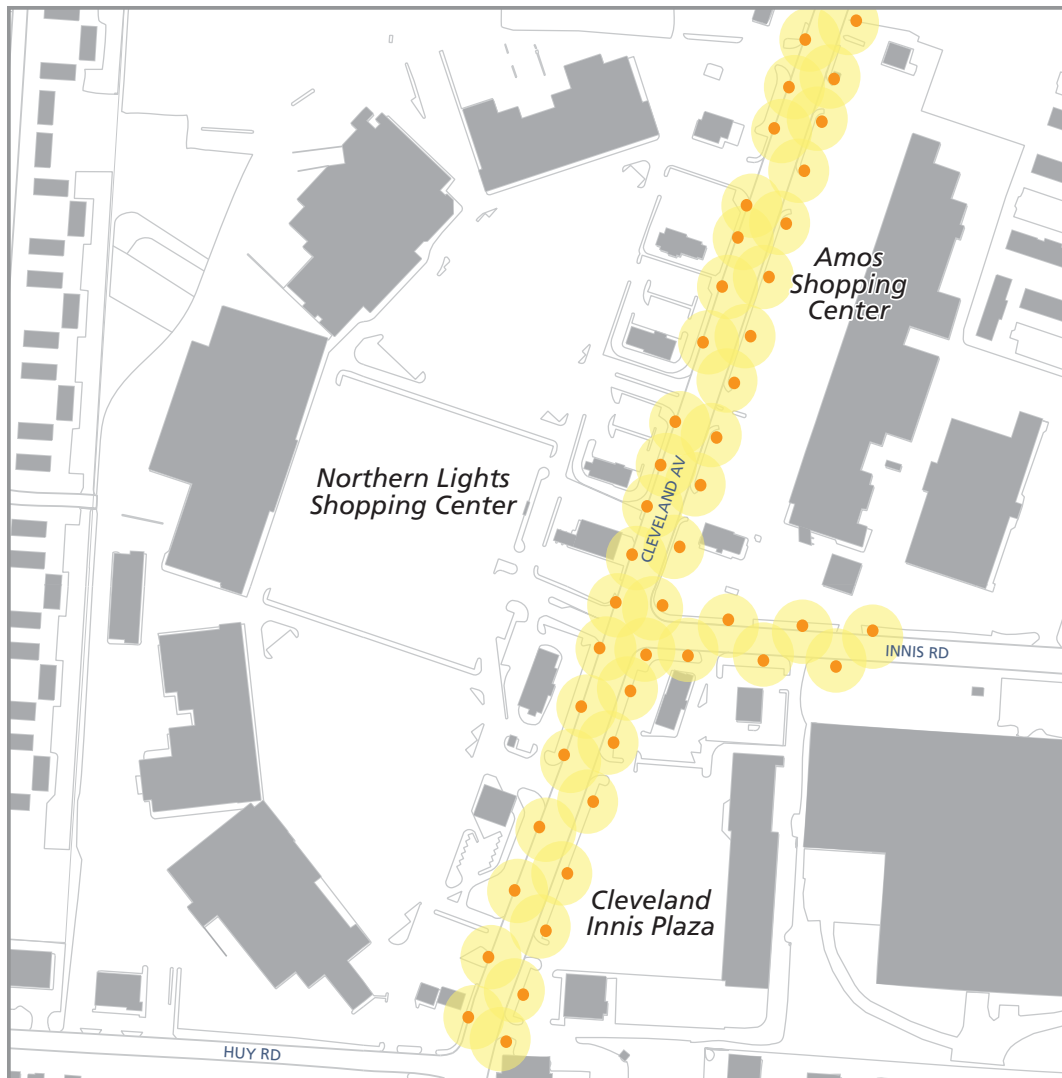 Amos
Shopping
Center
Northern Lights
Shopping Center
CLEVELAND AV
INNIS RD
Cleveland
Innis Plaza
HUY RD